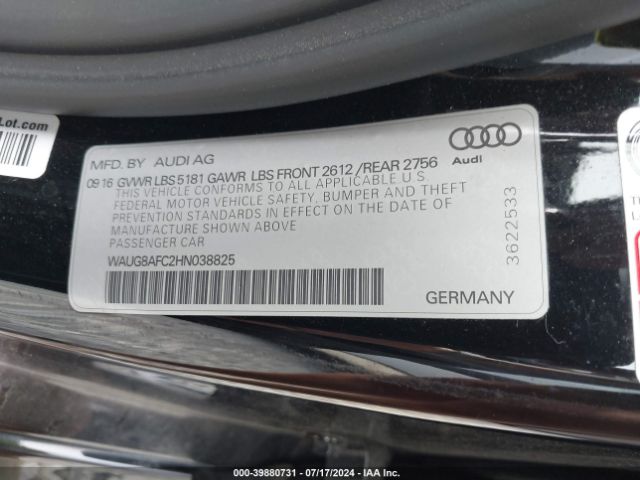 Lot.com
MFD. BY AUDI AG
Audi
09 16 GVWR LBS 5181 GAWR LBS FRONT 2612 / REAR 2756
THIS VEHICLE CONFORMS TO ALL APPLICABLE U.S.
FEDERAL MOTOR VEHICLE SAFETY, BUMPER AND THEFT
PREVENTION STANDARDS IN EFFECT ON THE DATE OF
MANUFACTURE SHOWN ABOVE
PASSENGER CAR
WAUG8AFC2HN038825
3622533
GERMANY
000-39880731 - 07/17/2024 - IAA Inc.